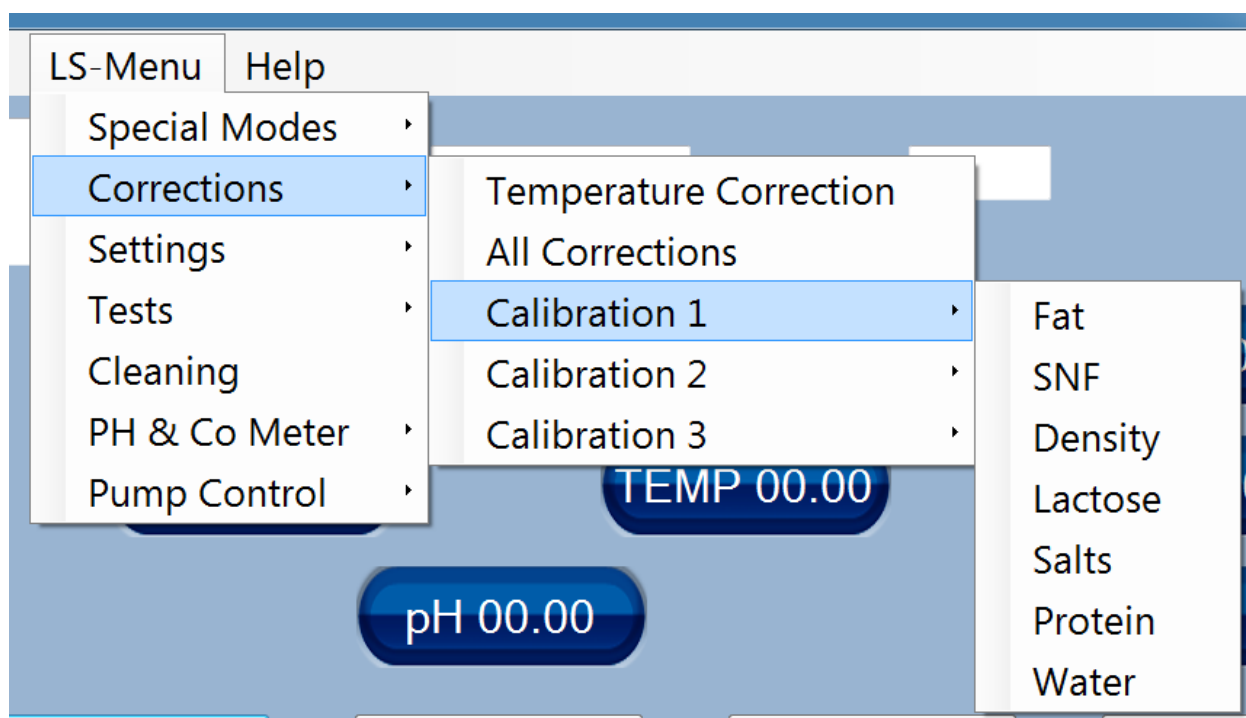 LS-Menu Help
Special Modes
Corrections
Settings
Tests
Cleaning
PH & Co Meter
Pump Control
Temperature Correction
All Corrections
Calibration 1
Calibration 2
Calibration 3
Fat
SNF
Density
Lactose
Salts
Protein
Water
TEMP 00.00
pH 00.00